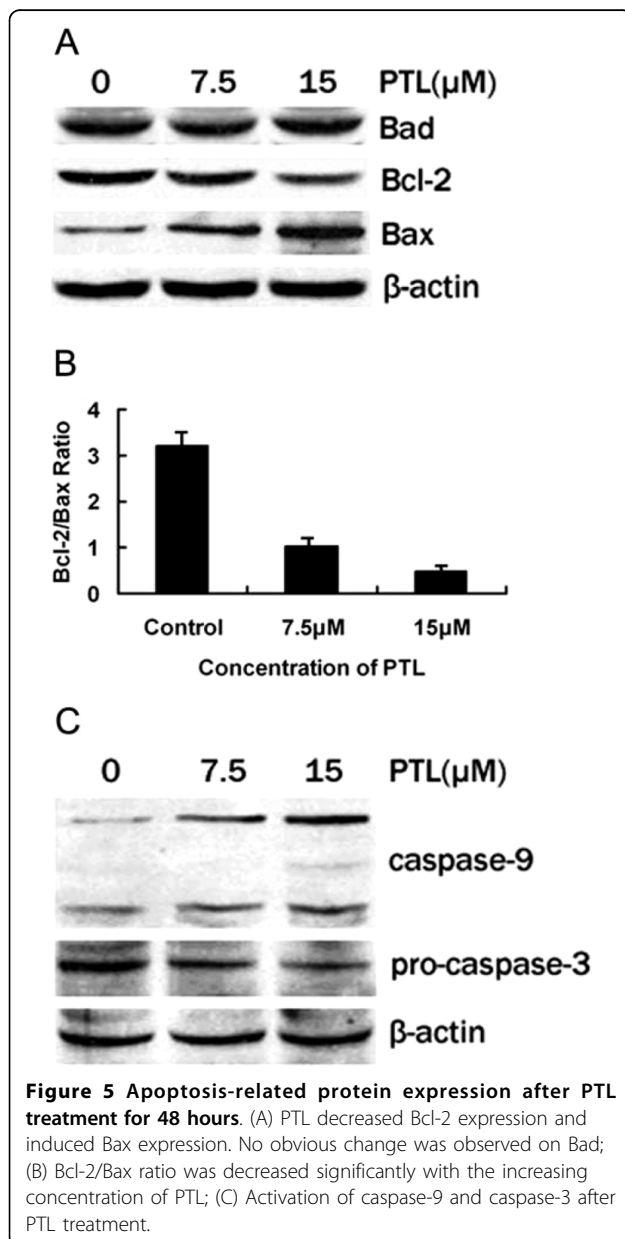 A
0 7.5 15 PTL(μM)
Bad
Bcl-2
Bax
β-actin
B
Bcl-2/Bax Ratio
4
3
2
1
0
Control 7.5μM 15μM
Concentration of PTL
C
0 7.5 15 PTL(μM)
caspase-9
pro-caspase-3
β-actin
Figure 5 Apoptosis-related protein expression after PTL
treatment for 48 hours. (A) PTL decreased Bcl-2 expression and
induced Bax expression. No obvious change was observed on Bad;
(B) Bcl-2/Bax ratio was decreased significantly with the increasing
concentration of PTL; (C) Activation of caspase-9 and caspase-3 after
PTL treatment.